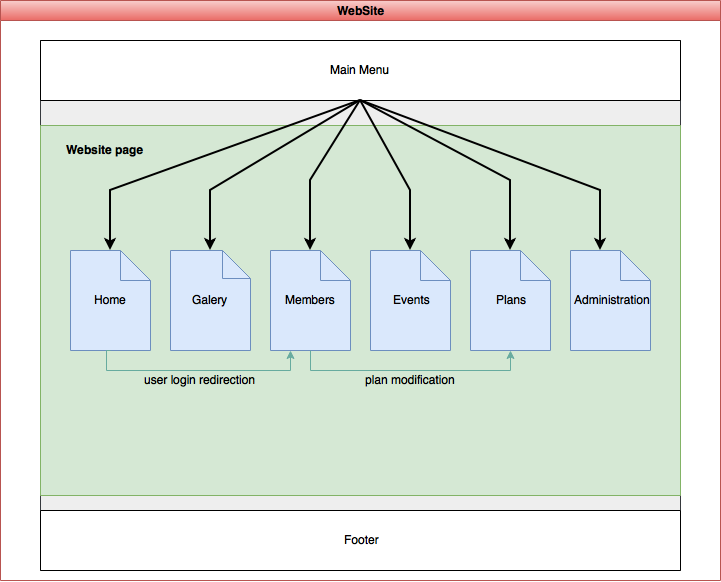 WebSite
Main Menu
Website page
Home
Galery
Members
Events
Plans
Administration
user login redirection
plan modification
Footer